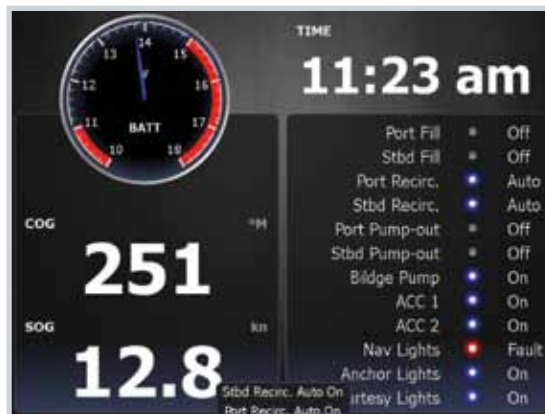 14
13
15
12
16
11
17
10
18
V
BATT
TIME
11:23 am
COG
°M
251
SOG
kn
12.8
Port Fill Off
Stbd Fill Off
Port Recirc. Auto
Stbd Recirc. Auto
Port Pump-out Off
Stbd Pump-out Off
Bildge Pump On
ACC 1 On
ACC 2 On
Nav Lights Fault
Anchor Lights On
rtesy Lights On
Stbd Recirc. Auto On
Port Recirc. Auto On